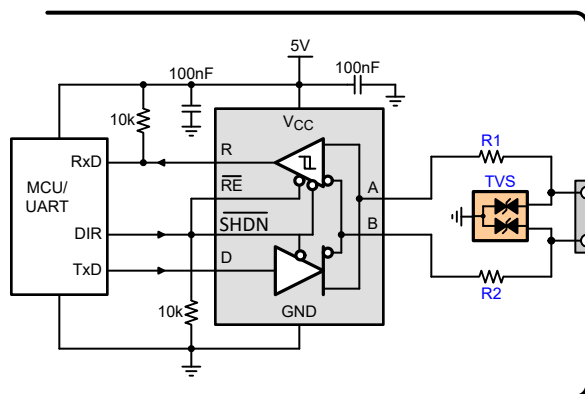 5V
100nF
100nF
10k
VCC
R1
RxD
R
MCU/
UART
RE
A
TVS
SHDN
B
DIR
TxD
D
R2
10k
GND